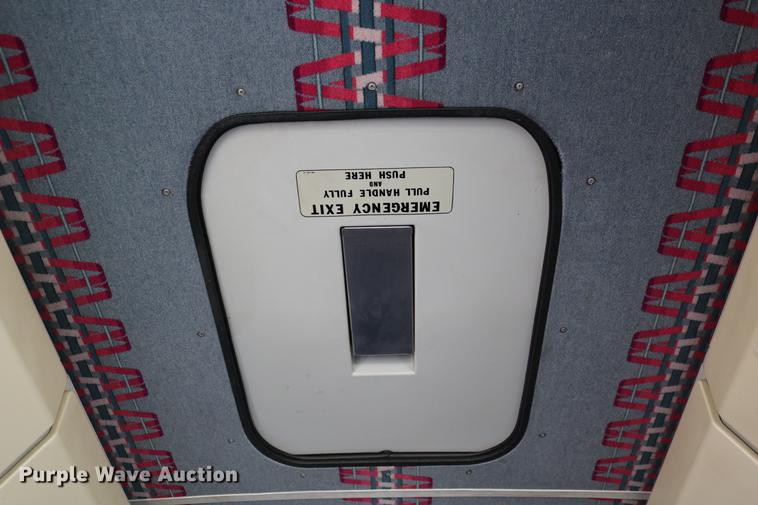 EMERGENCY EXIT
PULL HANDLE FULLY
AND
PUSH HERE
Purple Wave Auction